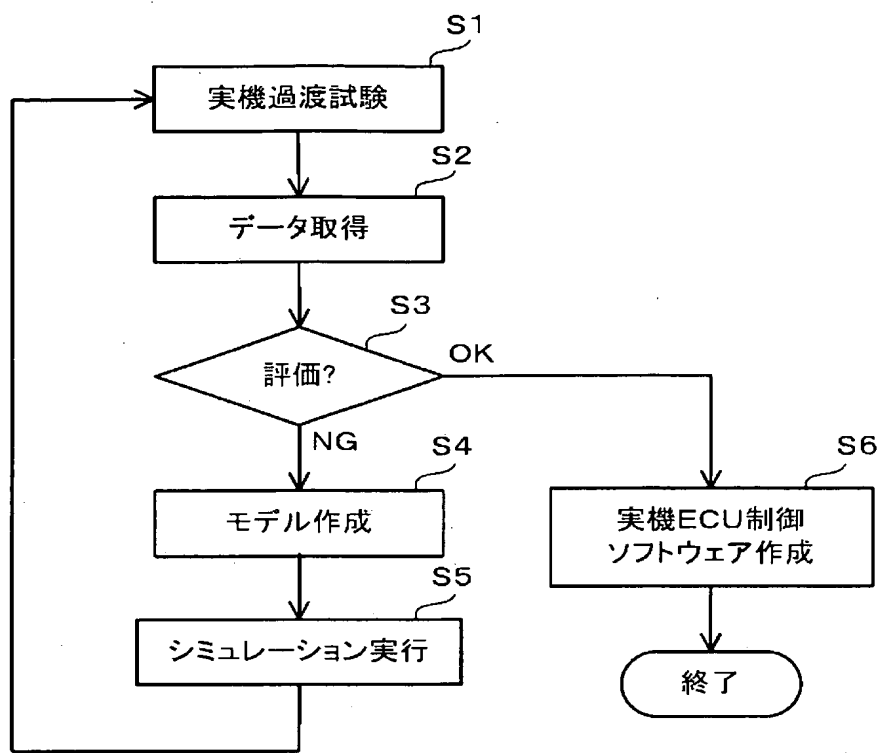 S1
実機過渡試験
S2
データ取得
S3
評価?
OK
NG
S4
モデル作成
S5
シミュレーション実行
S6
実機ECU制御
ソフトウェア作成
終了